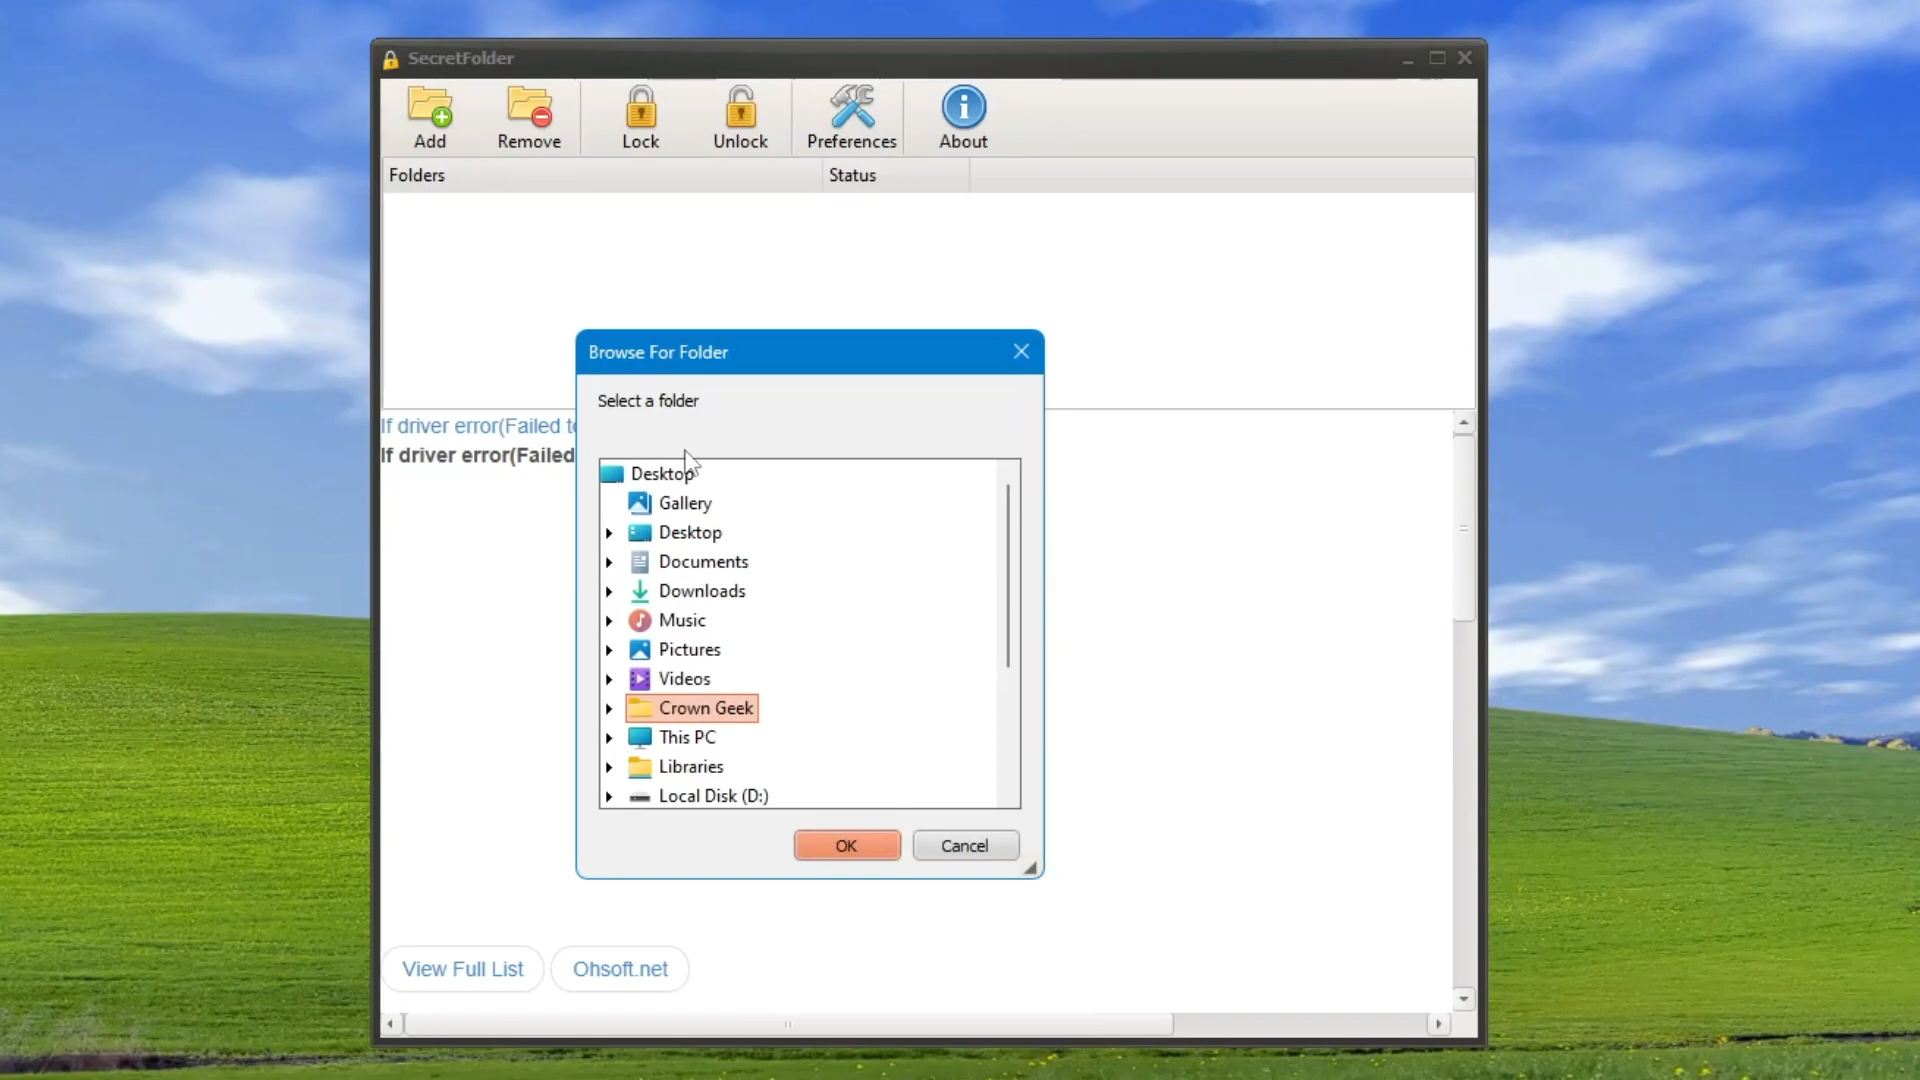 SecretFolder
Add
Remove
Lock
Unlock
Preferences
About
Folders
Status
Browse For Folder
Select a folder
If driver error(Failed
If driver error(Failed
Desktop
Gallery
Desktop
Documents
Downloads
Music
Pictures
Videos
Crown Geek
This PC
Libraries
Local Disk (D:)
OK
Cancel
View Full List
Ohsoft.net